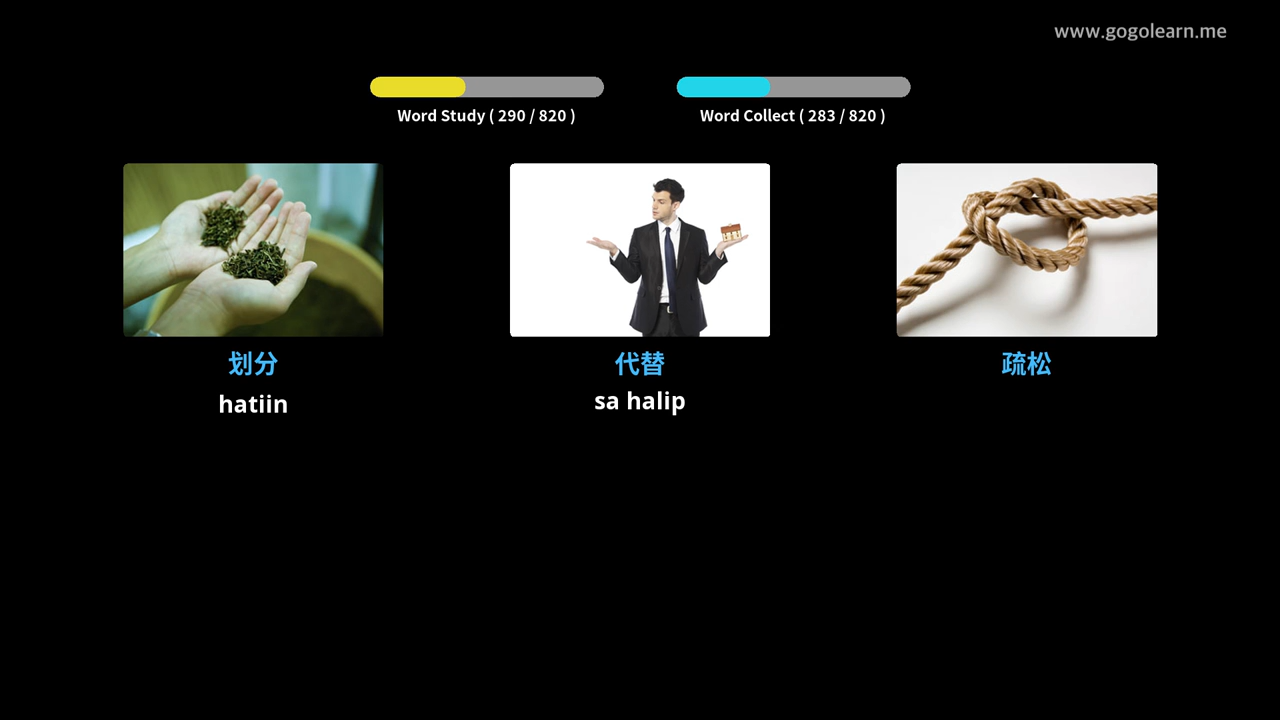 www.gogolearn.me
Word Study ( 290 / 820 )
Word Collect ( 283 / 820 )
划分
hatiin
代替
sa halip
疏松